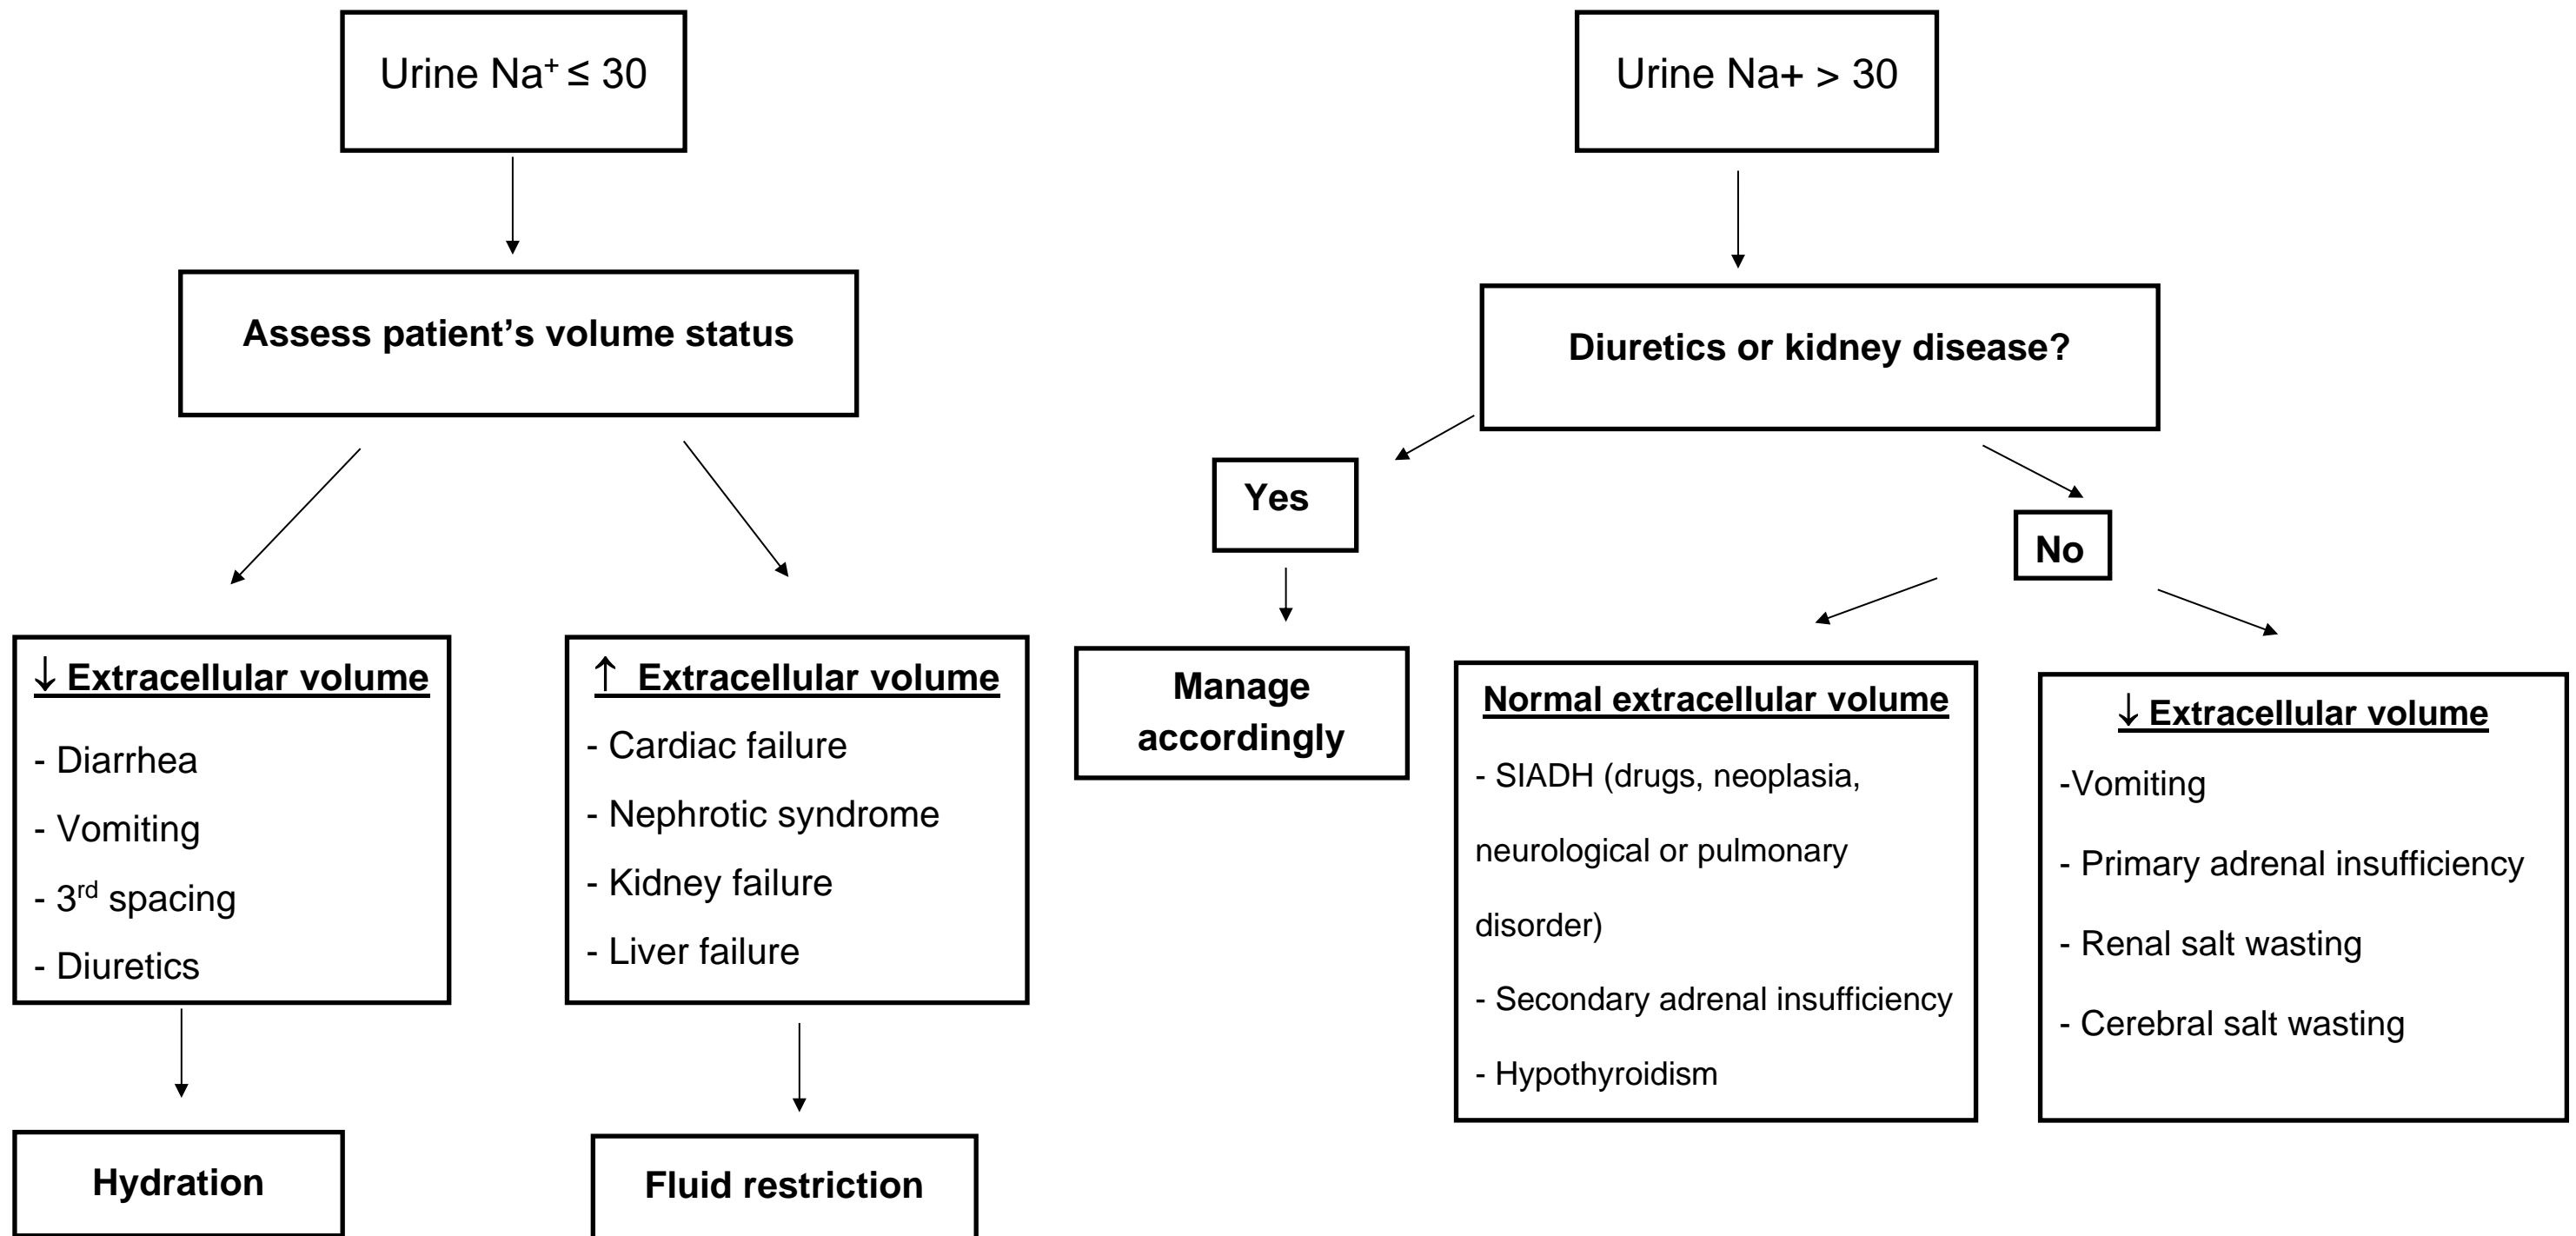 Urine Na⁺ ≤ 30
Assess patient’s volume status
↓ Extracellular volume
- Diarrhea
- Vomiting
- 3ʳᵈ spacing
- Diuretics
Hydration
↑ Extracellular volume
- Cardiac failure
- Nephrotic syndrome
- Kidney failure
- Liver failure
Fluid restriction
Urine Na+ > 30
Diuretics or kidney disease?
Yes
Manage
accordingly
No
Normal extracellular volume
- SIADH (drugs, neoplasia,
neurological or pulmonary
disorder)
- Secondary adrenal insufficiency
- Hypothyroidism
↓ Extracellular volume
-Vomiting
- Primary adrenal insufficiency
- Renal salt wasting
- Cerebral salt wasting